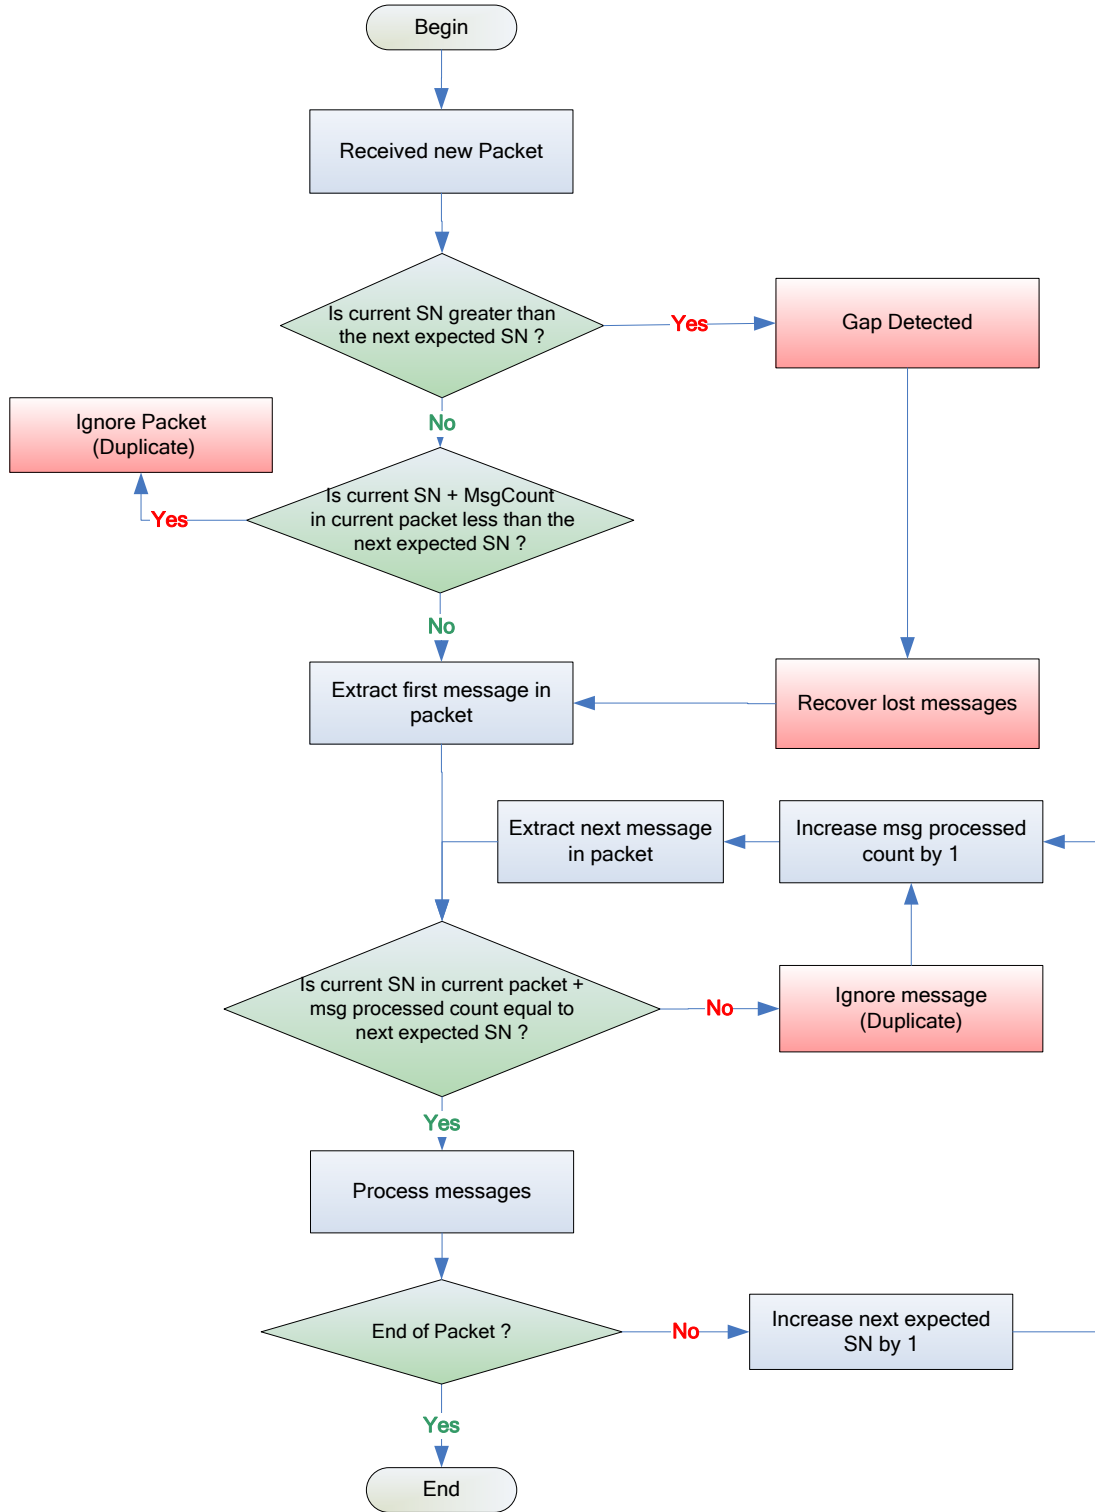 Begin
Received new Packet
Is current SN greater than
the next expected SN ?
Yes
Gap Detected
No
Ignore Packet
(Duplicate)
Is current SN + MsgCount
in current packet less than the
next expected SN ?
Yes
No
Extract first message in
packet
Recover lost messages
Extract next message
in packet
Increase msg processed
count by 1
Is current SN in current packet +
msg processed count equal to
next expected SN ?
No
Ignore message
(Duplicate)
Yes
Process messages
End of Packet ?
No
Increase next expected
SN by 1
Yes
End